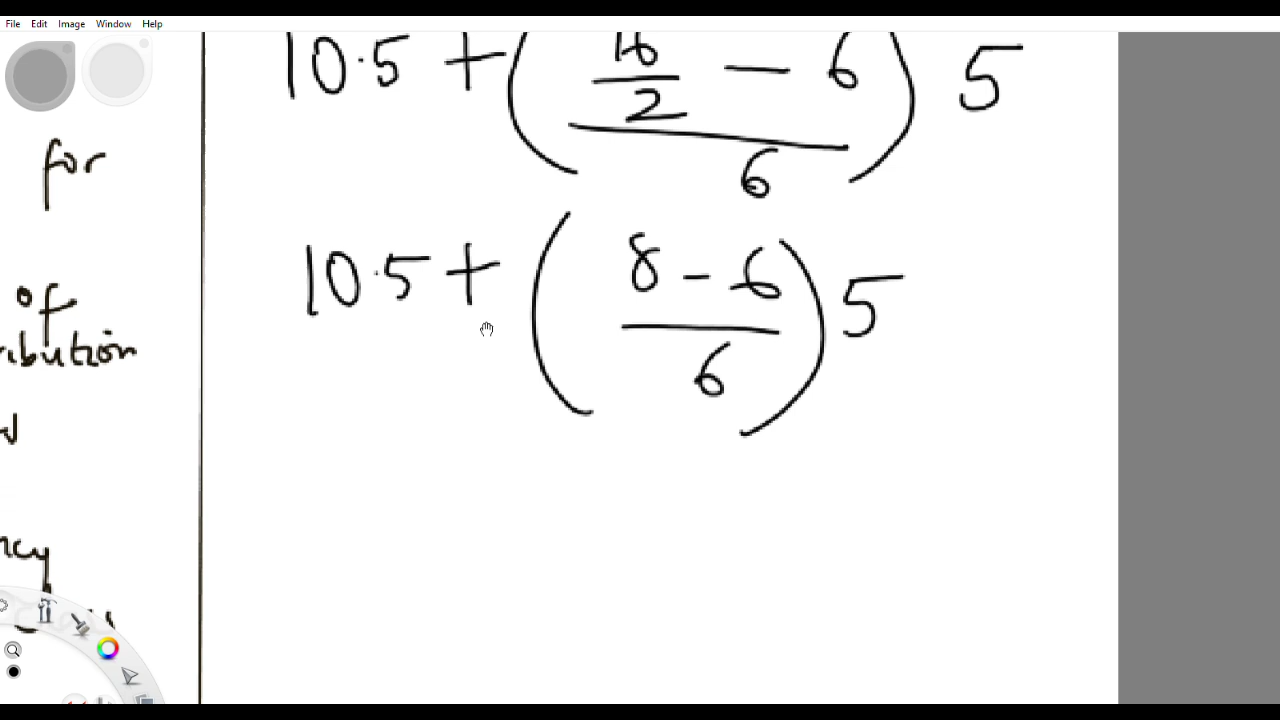 File Edit Image Window Help
10.5 + ( 16/2 - 6 / 6 ) 5
for
10.5 + ( 8 - 6 / 6 ) 5
of
ibution
ncy